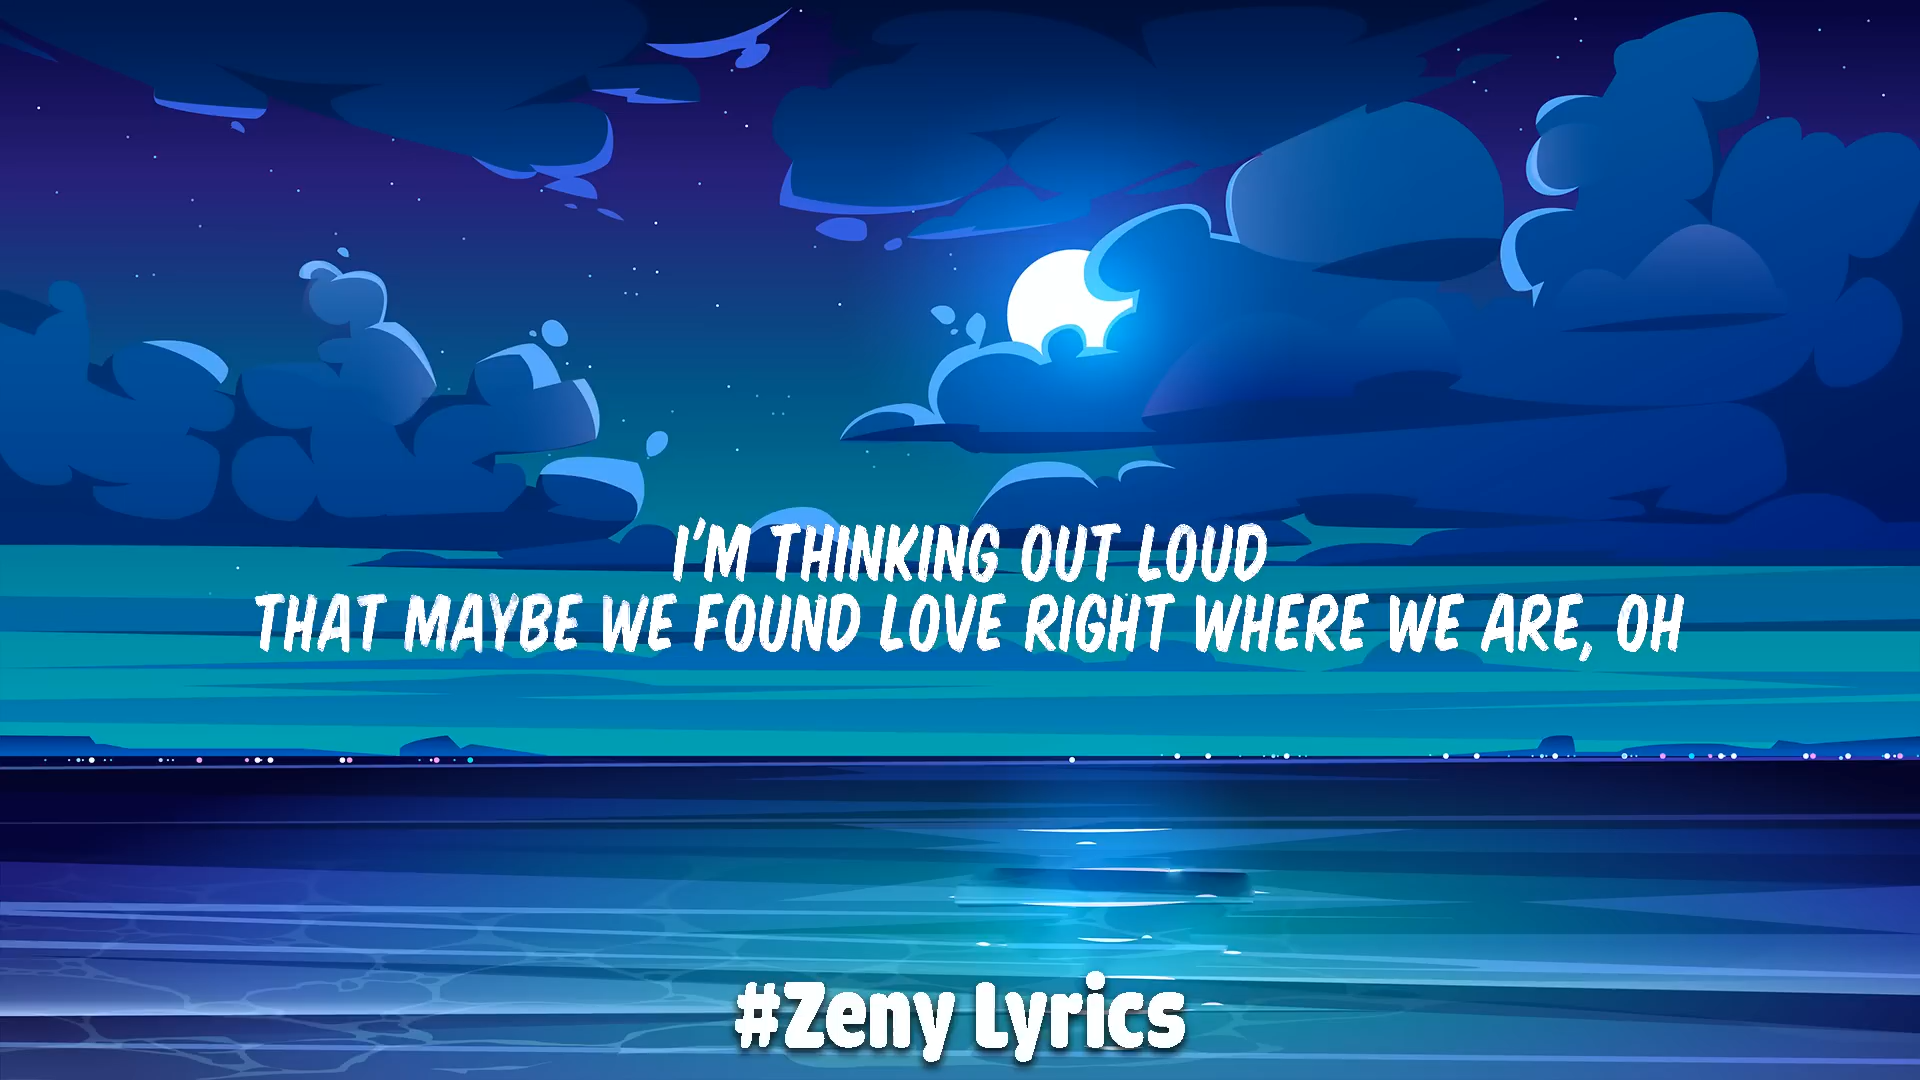 I'M THINKING OUT LOUD
THAT MAYBE WE FOUND LOVE RIGHT WHERE WE ARE, OH
#Zeny Lyrics